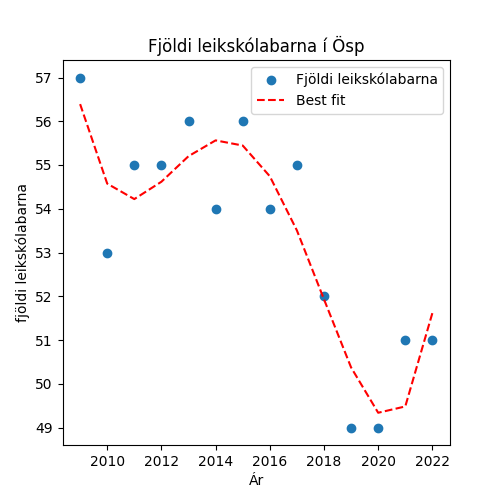 Fjöldi leikskólabarna í Ösp
Fjöldi leikskólabarna
Best fit
57
56
55
54
53
52
51
50
49
fjöldi leikskólabarna
2010 2012 2014 2016 2018 2020 2022
Ár